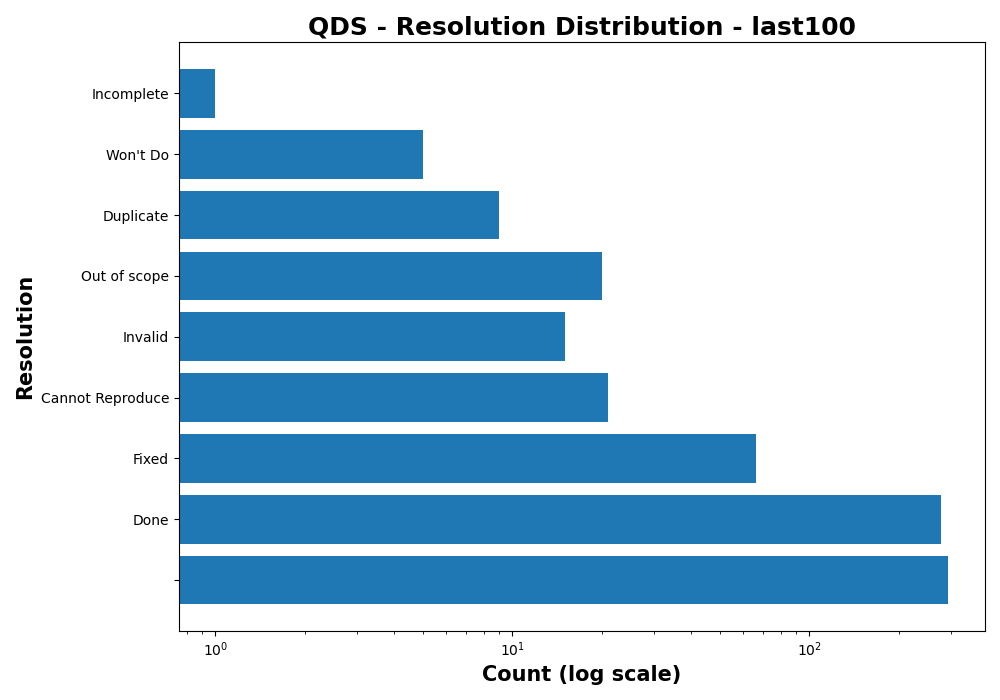 QDS - Resolution Distribution - last100
Incomplete
Won't Do
Duplicate
Out of scope
Invalid
Cannot Reproduce
Fixed
Done
Resolution
10⁰
10¹
10²
Count (log scale)